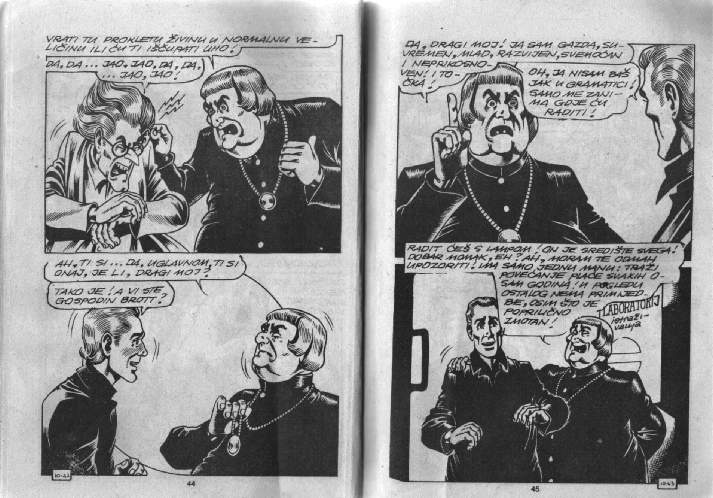 VRATI TU PROKLETU ŽIVINU U NORMALNU VE-
LIČINU ILI ĆU TI IŠČUPATI UHO!
DA, DA... JAO. JAO, DA, DA,
... JAO, JAO!
AH, TI SI... DA, UGLAVNOM, TI SI
ONAJ, JE LI, DRAGI MOJ?
TAKO JE! A VI STE,
GOSPODIN BROTT?
44
DA, DRAGI MOJ! JA SAM GAZDA, SU-
VREMEN, MLAD, RAZVIJEN, SVEMOĆAN
I NEPRIKOSNO-
VEN! I TO-
ČKA!
OH, JA NISAM BAŠ
JAK U GRAMATICI!
SAMO ME ZANI-
MA GDJE ĆU
RADITI!
RADIT ĆEŠ S LAMPOM! ON JE SREDIŠTE SVEGA!
DOBAR MOMAK, EH! AH, MORAM TE ODMAH
UPOZORITI! IMA SAMO JEDNU MANU: TRAŽI
POVEĆANJE PLAĆE SVAKIH O-
SAM GODINA! U POGLEDU
OSTALOG NEMA PRIMJED-
BE, OSIM ŠTO JE
POPRILIČNO
ZMOTAN!
LABORATORIJ
istraži-
vanja
45